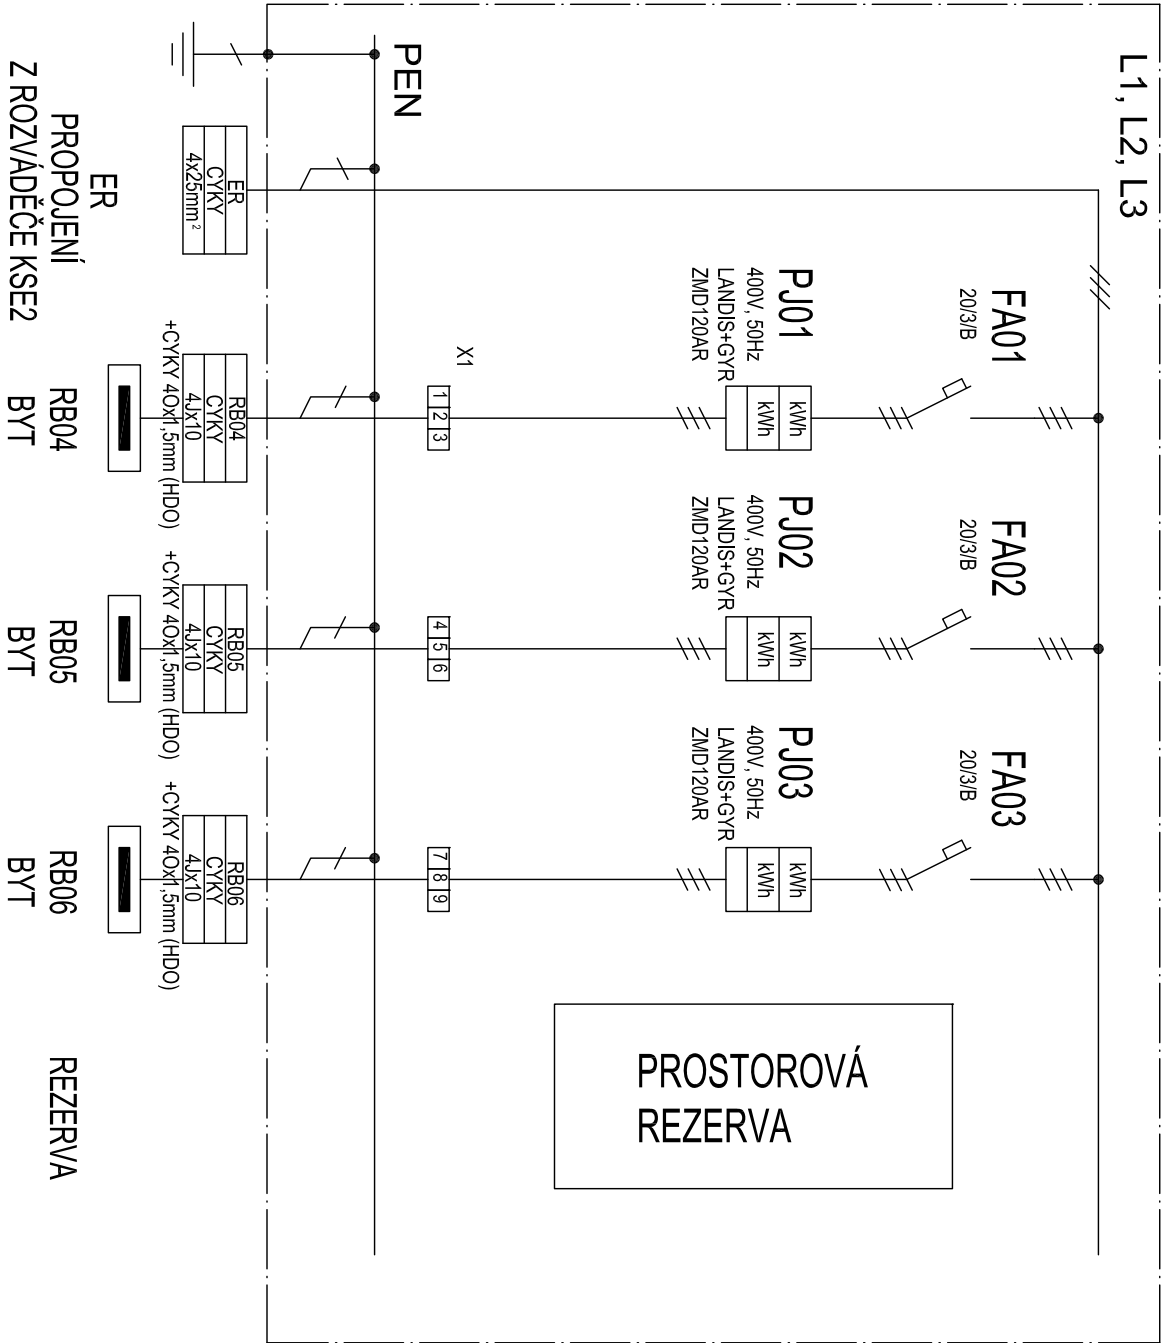 L1, L2, L3
FA01
20/3/B
FA02
20/3/B
FA03
20/3/B
PJ01
400V, 50Hz
LANDIS+GYR
ZMD120AR
kWh
kWh
PJ02
400V, 50Hz
LANDIS+GYR
ZMD120AR
kWh
kWh
PJ03
400V, 50Hz
LANDIS+GYR
ZMD120AR
kWh
kWh
PROSTOROVÁ
REZERVA
X1
1 2 3
4 5 6
7 8 9
PEN
ER
CYKY
4x25mm²
RB04
CYKY
4Jx10
+CYKY 4Ox1,5mm (HDO)
RB05
CYKY
4Jx10
+CYKY 4Ox1,5mm (HDO)
RB06
CYKY
4Jx10
+CYKY 4Ox1,5mm (HDO)
ER
PROPOJENÍ
Z ROZVÁDĚČE KSE2
RB04
BYT
RB05
BYT
RB06
BYT
REZERVA